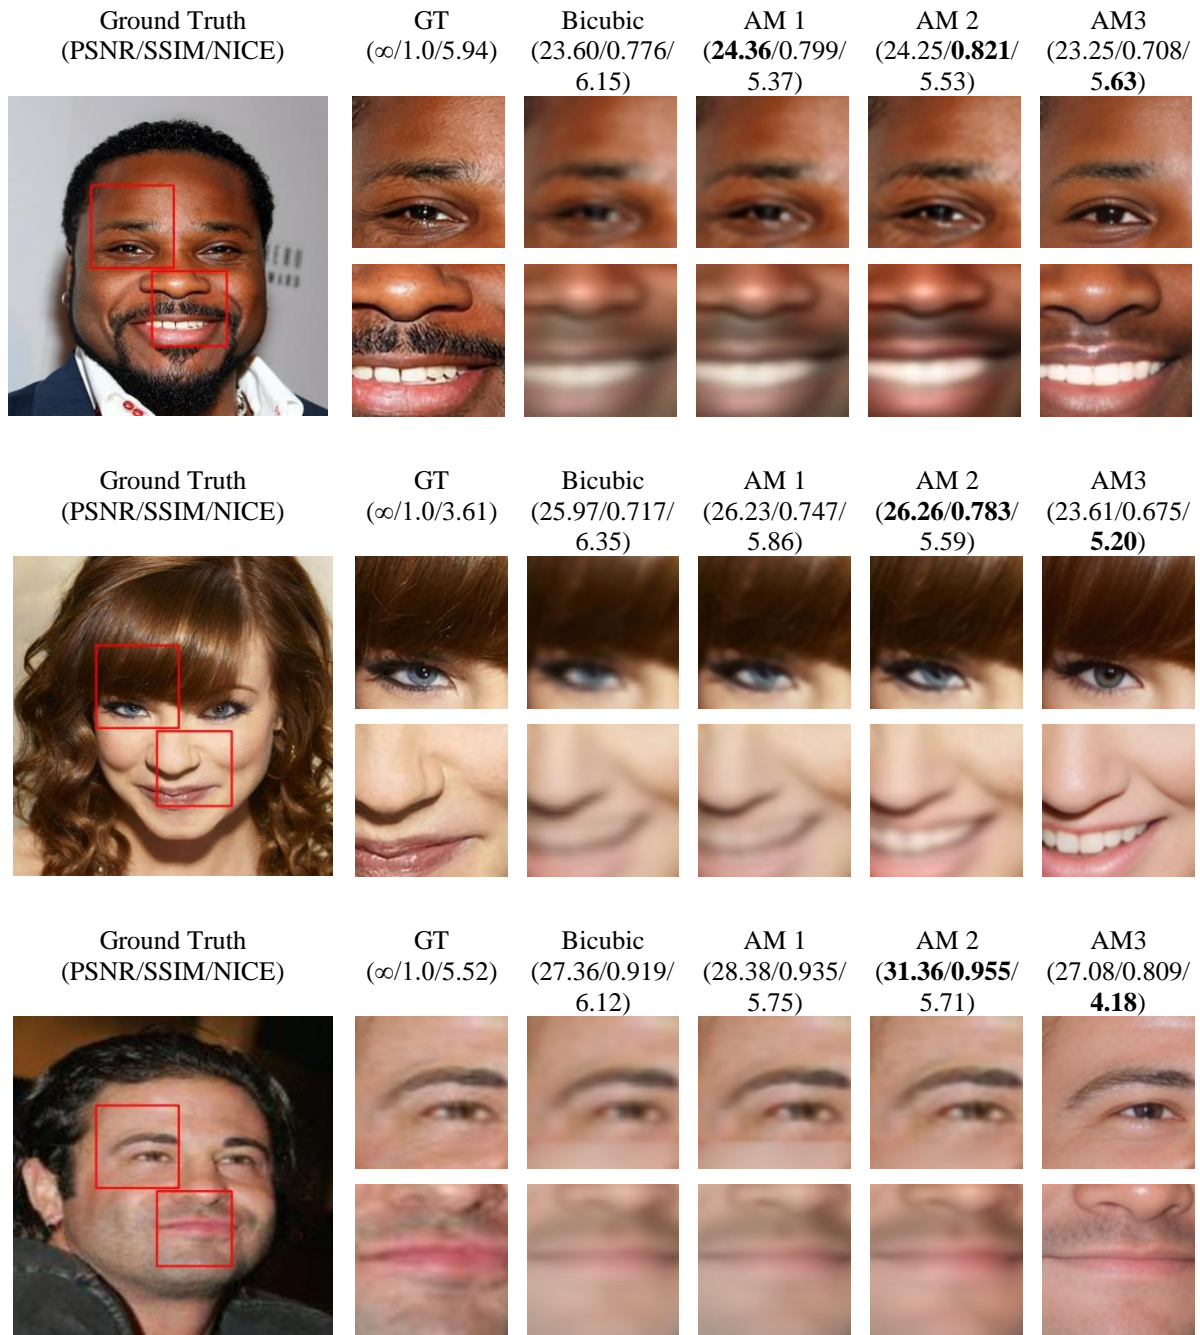 Ground Truth
(PSNR/SSIM/NICE)
GT
(∞/1.0/5.94)
Bicubic
(23.60/0.776/
6.15)
AM 1
(24.36/0.799/
5.37)
AM 2
(24.25/0.821/
5.53)
AM3
(23.25/0.708/
5.63)
Ground Truth
(PSNR/SSIM/NICE)
GT
(∞/1.0/3.61)
Bicubic
(25.97/0.717/
6.35)
AM 1
(26.23/0.747/
5.86)
AM 2
(26.26/0.783/
5.59)
AM3
(23.61/0.675/
5.20)
Ground Truth
(PSNR/SSIM/NICE)
GT
(∞/1.0/5.52)
Bicubic
(27.36/0.919/
6.12)
AM 1
(28.38/0.935/
5.75)
AM 2
(31.36/0.955/
5.71)
AM3
(27.08/0.809/
4.18)